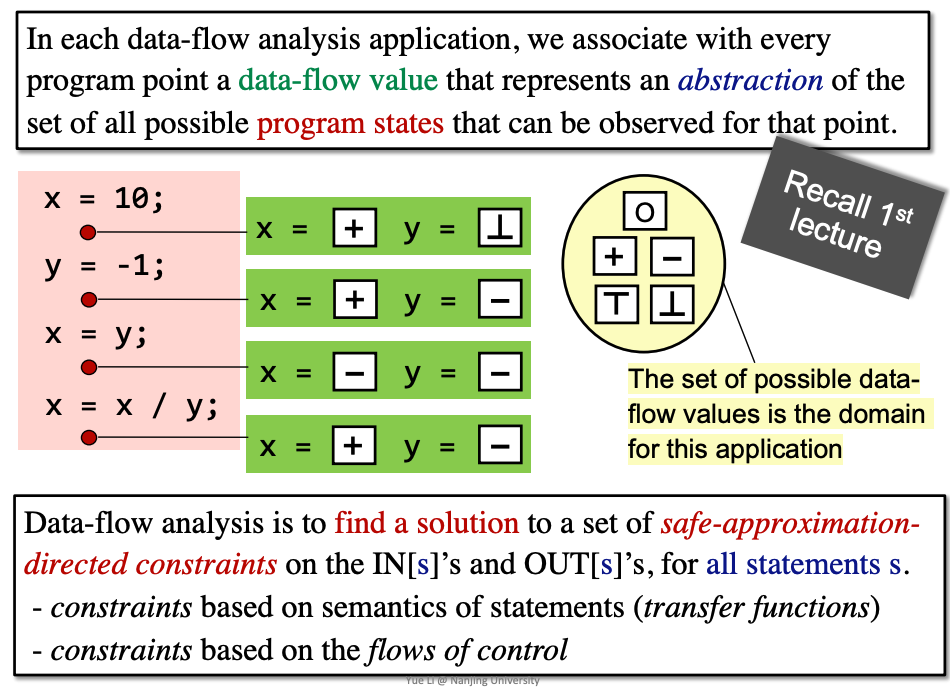 In each data-flow analysis application, we associate with every
program point a data-flow value that represents an abstraction of the
set of all possible program states that can be observed for that point.
Recall 1st
lecture
x = 10;
x = + y = ⊥
y = -1;
x = + y = −
x = y;
x = − y = −
x = x / y;
x = + y = −
O
+ −
⊤ ⊥
The set of possible data-
flow values is the domain
for this application
Data-flow analysis is to find a solution to a set of safe-approximation-
directed constraints on the IN[s]’s and OUT[s]’s, for all statements s.
- constraints based on semantics of statements (transfer functions)
- constraints based on the flows of control
Yue Li @ Nanjing University